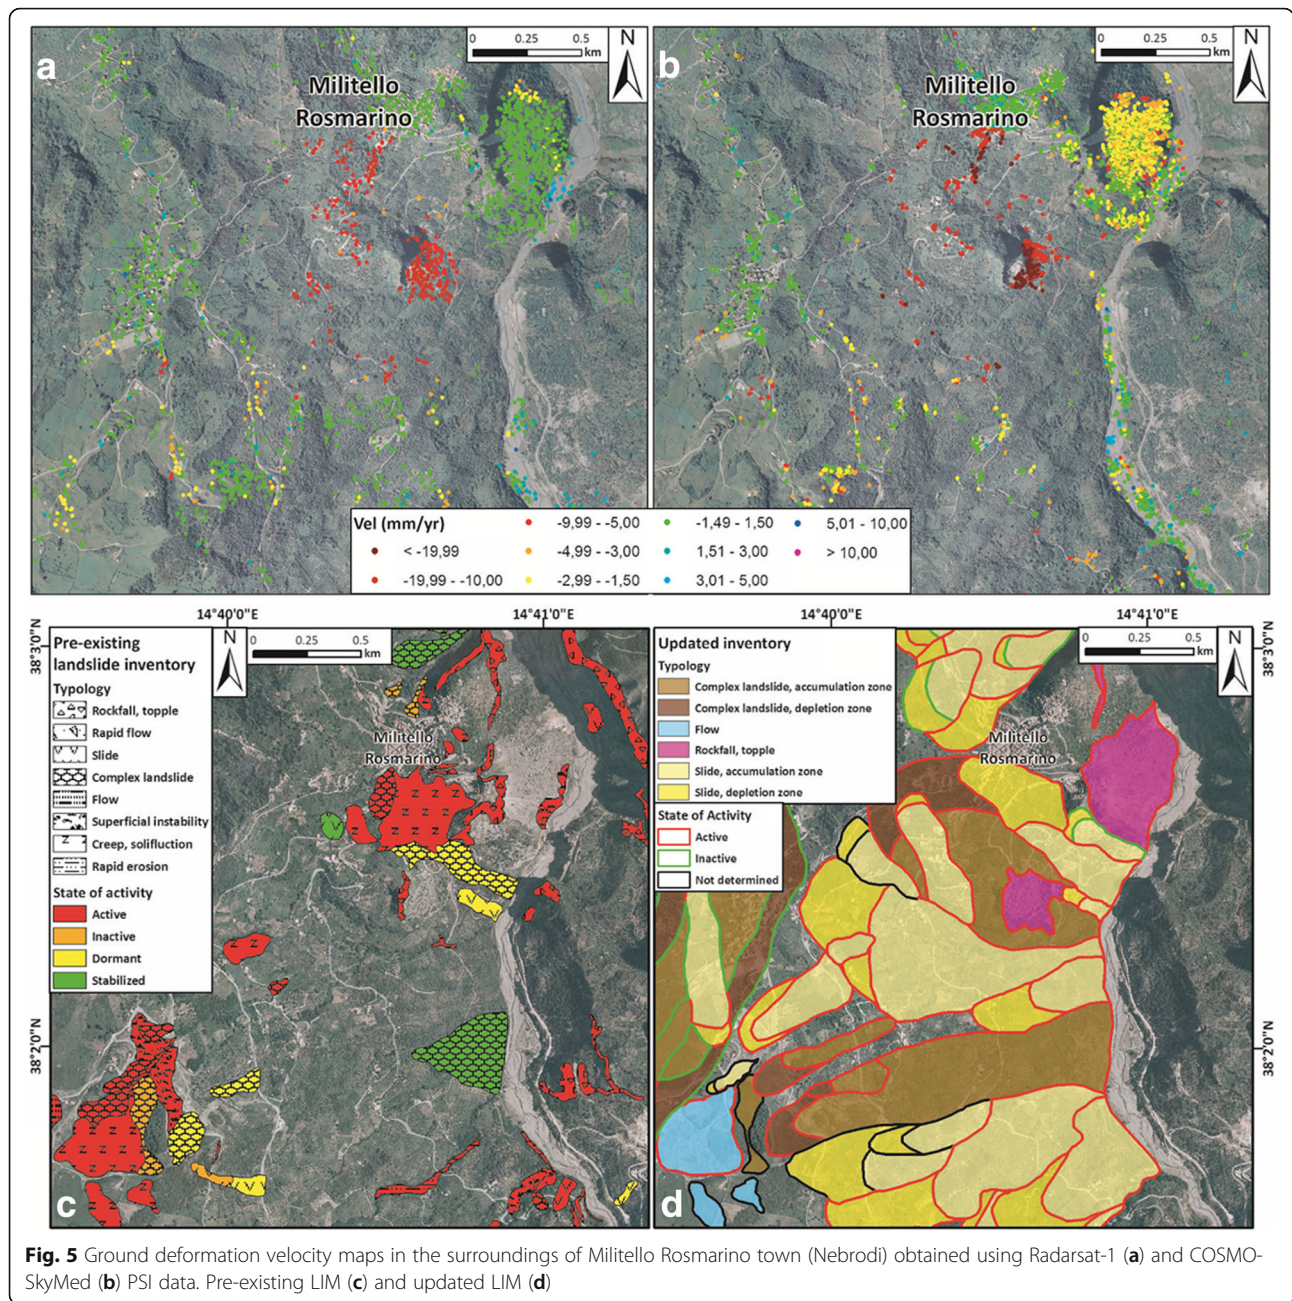 a
Militello
Rosmarino
0 0.25 0.5
km
N
b
Militello
Rosmarino
0 0.25 0.5
km
N
Vel (mm/yr)
< -19,99
-19,99 - -10,00
-9,99 - -5,00
-4,99 - -3,00
-2,99 - -1,50
-1,49 - 1,50
1,51 - 3,00
3,01 - 5,00
5,01 - 10,00
> 10,00
14°40'0"E
14°41'0"E
14°40'0"E
14°41'0"E
38°3'0"N
38°2'0"N
Pre-existing
landslide inventory
Typology
Rockfall, topple
Rapid flow
Slide
Complex landslide
Flow
Superficial instability
Creep, solifluction
Z
Rapid erosion
State of activity
Active
Inactive
Dormant
Stabilized
N
0 0.25 0.5
km
Militello
Rosmarino
c
Updated inventory
Typology
Complex landslide, accumulation zone
Complex landslide, depletion zone
Flow
Rockfall, topple
Slide, accumulation zone
Slide, depletion zone
State of Activity
Active
Inactive
Not determined
0 0.25 0.5
km
N
Militello
Rosmarino
38°3'0"N
38°2'0"N
d
Fig. 5 Ground deformation velocity maps in the surroundings of Militello Rosmarino town (Nebrodi) obtained using Radarsat-1 (a) and COSMO-
SkyMed (b) PSI data. Pre-existing LIM (c) and updated LIM (d)